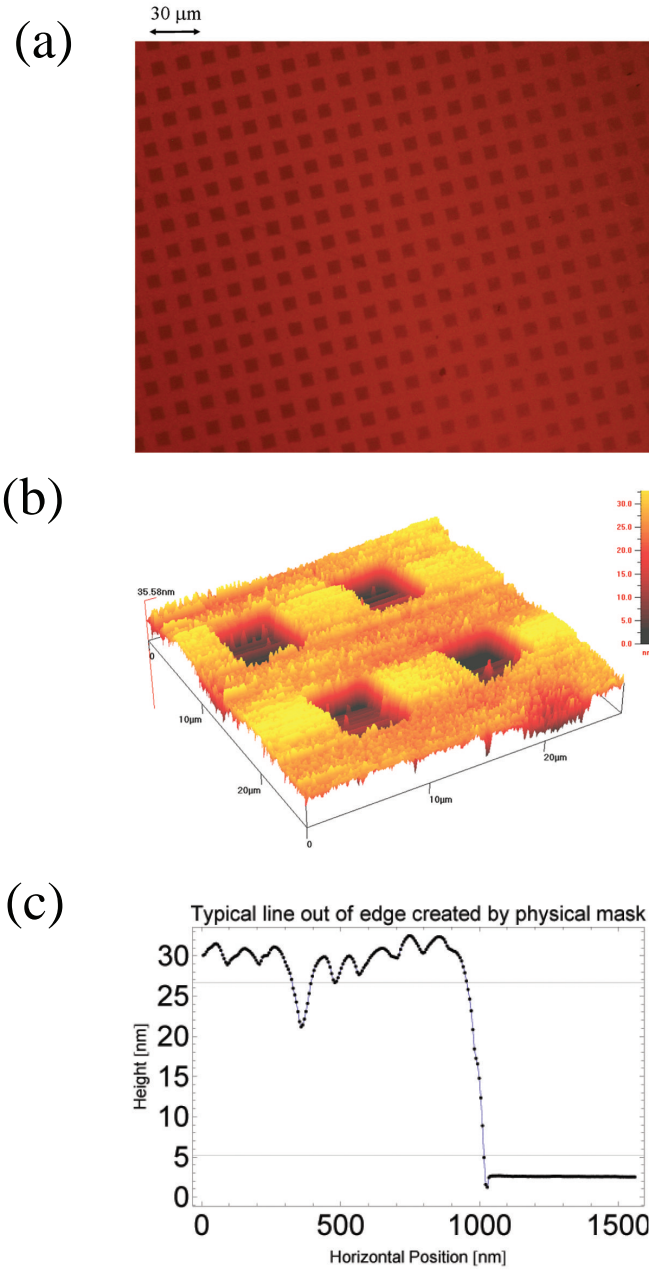 30 μm
(a)
(b)
30.0
25.0
20.0
15.0
10.0
5.0
0.0
35.58nm
0
10μm
20μm
20μm
10μm
0
(c)
Typical line out of edge created by physical mask
Height [nm]
30
25
20
15
10
5
0
0 500 1000 1500
Horizontal Position [nm]